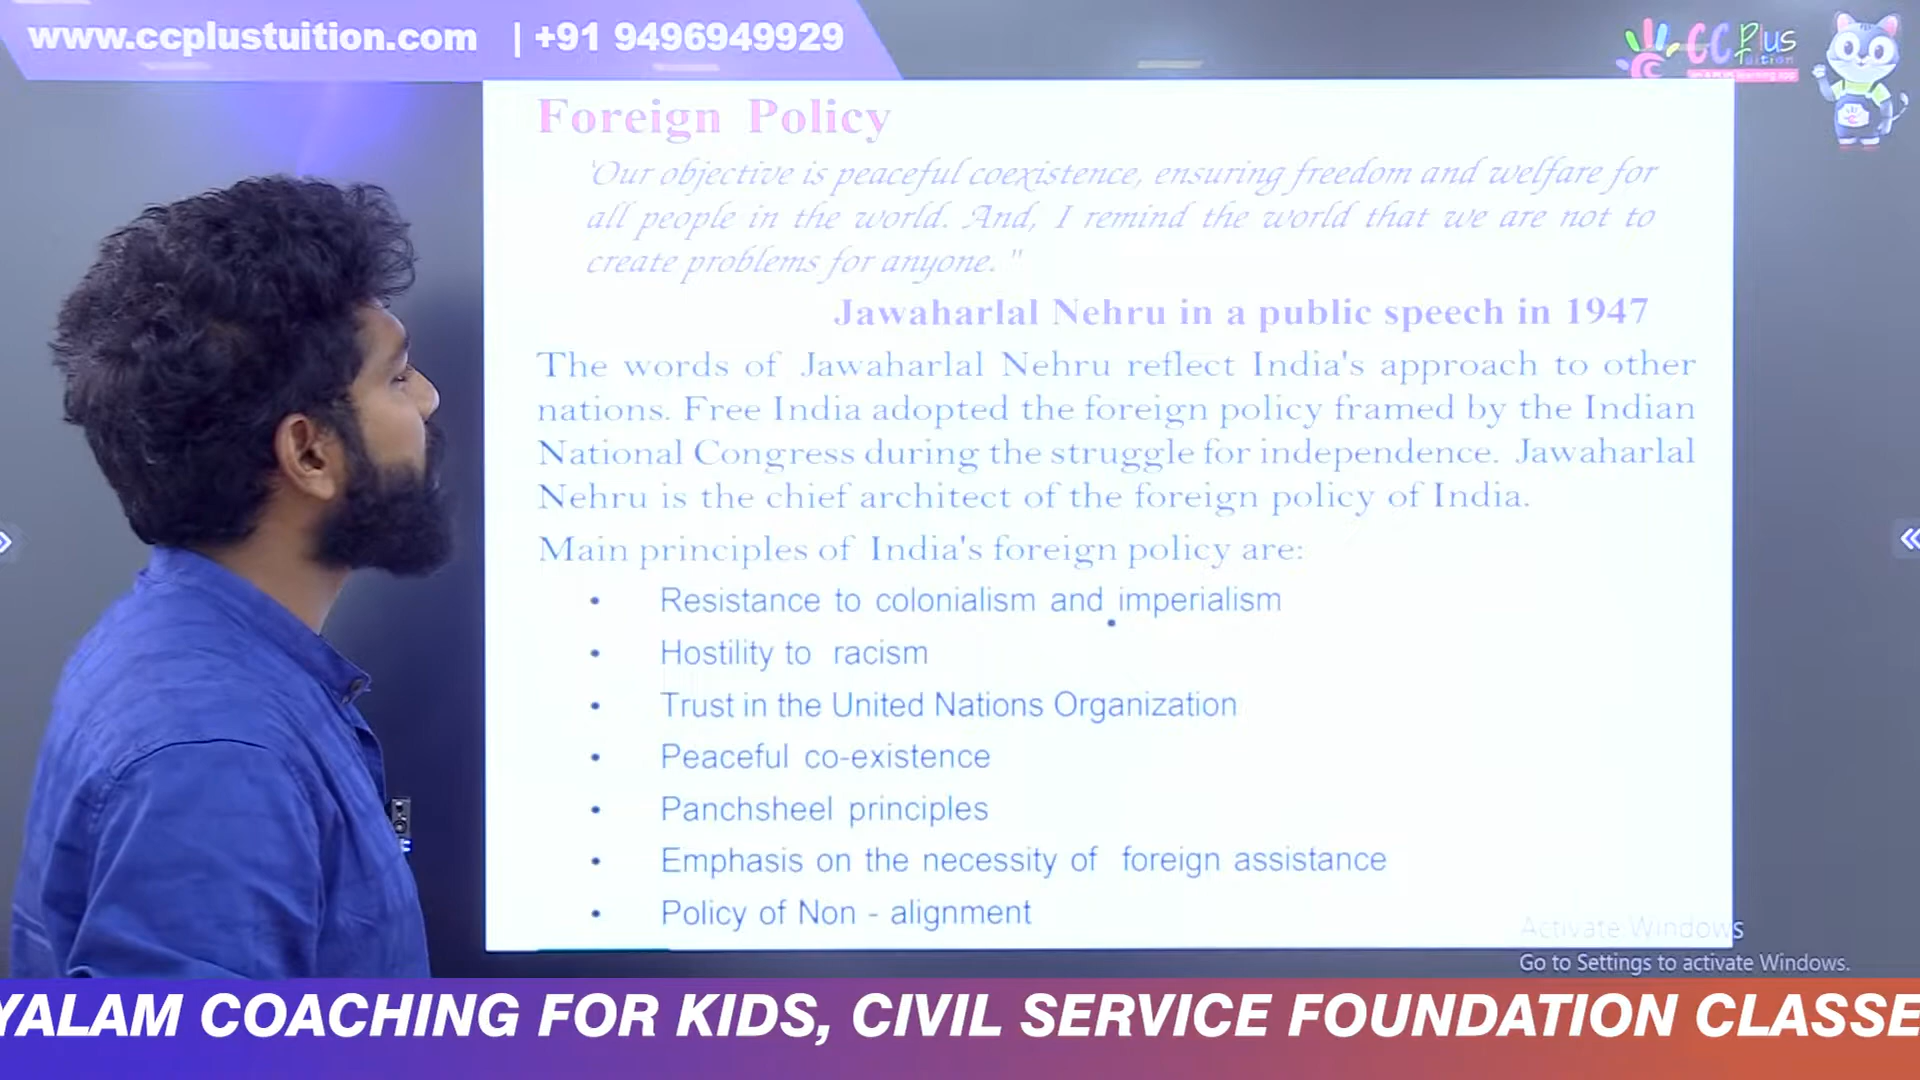 www.ccplustuition.com | +91 9496949929
CC Plus
Tuition
Foreign Policy
'Our objective is peaceful coexistence, ensuring freedom and welfare for
all people in the world. And, I remind the world that we are not to
create problems for anyone. "
Jawaharlal Nehru in a public speech in 1947
The words of Jawaharlal Nehru reflect India's approach to other
nations. Free India adopted the foreign policy framed by the Indian
National Congress during the struggle for independence. Jawaharlal
Nehru is the chief architect of the foreign policy of India.
Main principles of India's foreign policy are:
• Resistance to colonialism and imperialism
• Hostility to racism
• Trust in the United Nations Organization
• Peaceful co-existence
• Panchsheel principles
• Emphasis on the necessity of foreign assistance
• Policy of Non - alignment
Activate Windows
Go to Settings to activate Windows.
YALAM COACHING FOR KIDS, CIVIL SERVICE FOUNDATION CLASSE